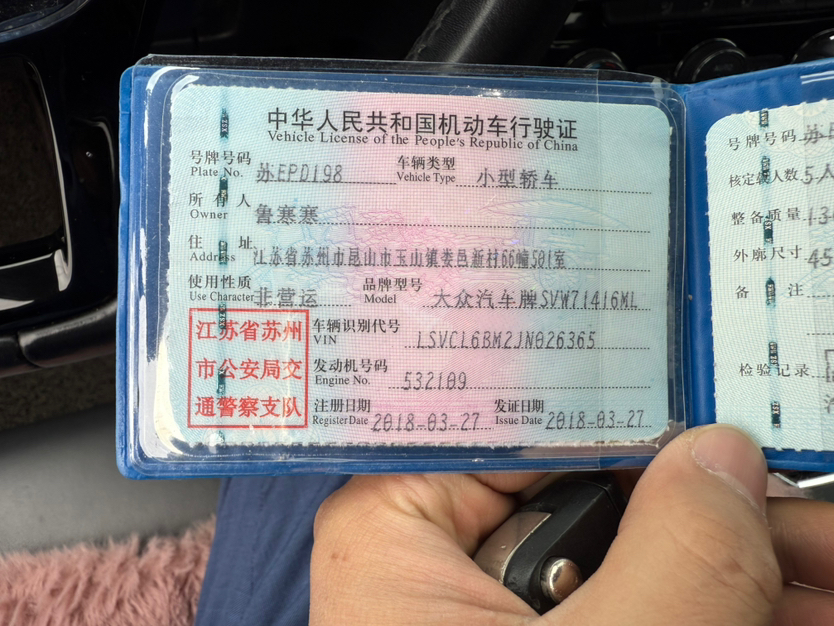 中华人民共和国机动车行驶证
Vehicle License of the People's Republic of China
号牌号码 苏EPD198 车辆类型 小型轿车
Plate No. Vehicle Type
所有人 鲁寒寒
Owner
住址 江苏省苏州市昆山市玉山镇娄邑新村66幢501室
Address
使用性质 非营运 品牌型号 大众汽车牌SVW71416ML
Use Character Model
江苏省苏州
市公安局交
通警察支队
车辆识别代号 LSVCL6BM2JN026365
VIN
发动机号码 532109
Engine No.
注册日期 2018-03-27 发证日期 2018-03-27
Register Date Issue Date
号牌号码 苏
核定载人数 5人
整备质量 13
外廓尺寸 45
备注
检验记录